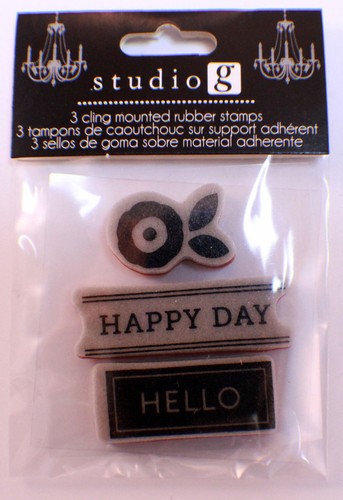 studio g
3 cling mounted rubber stamps
3 tampons de caoutchouc sur support adhérent
3 sellos de goma sobre material adherente
HAPPY DAY
HELLO